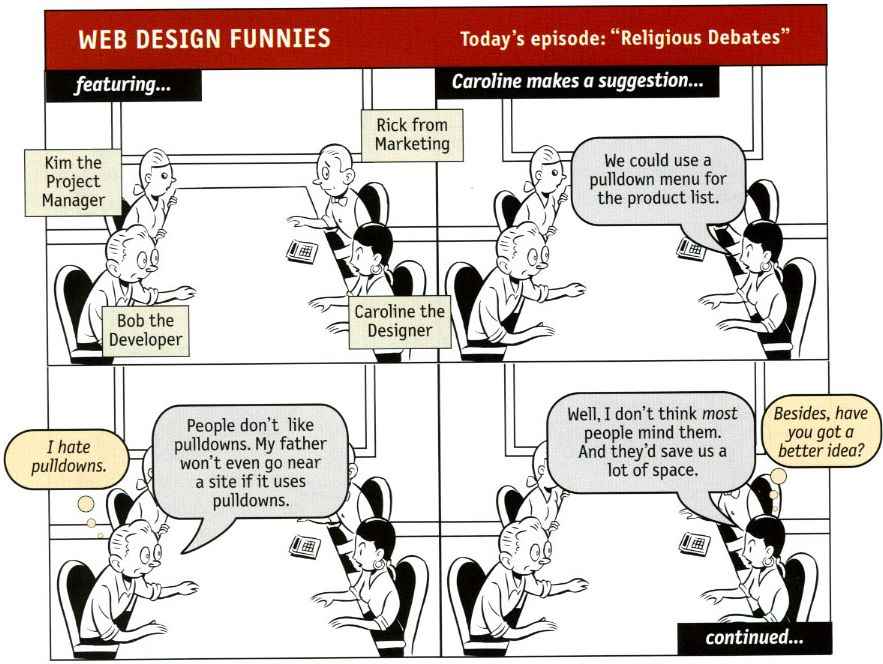 WEB DESIGN FUNNIES
Today's episode: "Religious Debates"
featuring...
Kim the
Project
Manager
Rick from
Marketing
Bob the
Developer
Caroline the
Designer
Caroline makes a suggestion...
We could use a
pulldown menu for
the product list.
I hate
pulldowns.
People don't like
pulldowns. My father
won't even go near
a site if it uses
pulldowns.
Well, I don't think most
people mind them.
And they'd save us a
lot of space.
Besides, have
you got a
better idea?
continued...